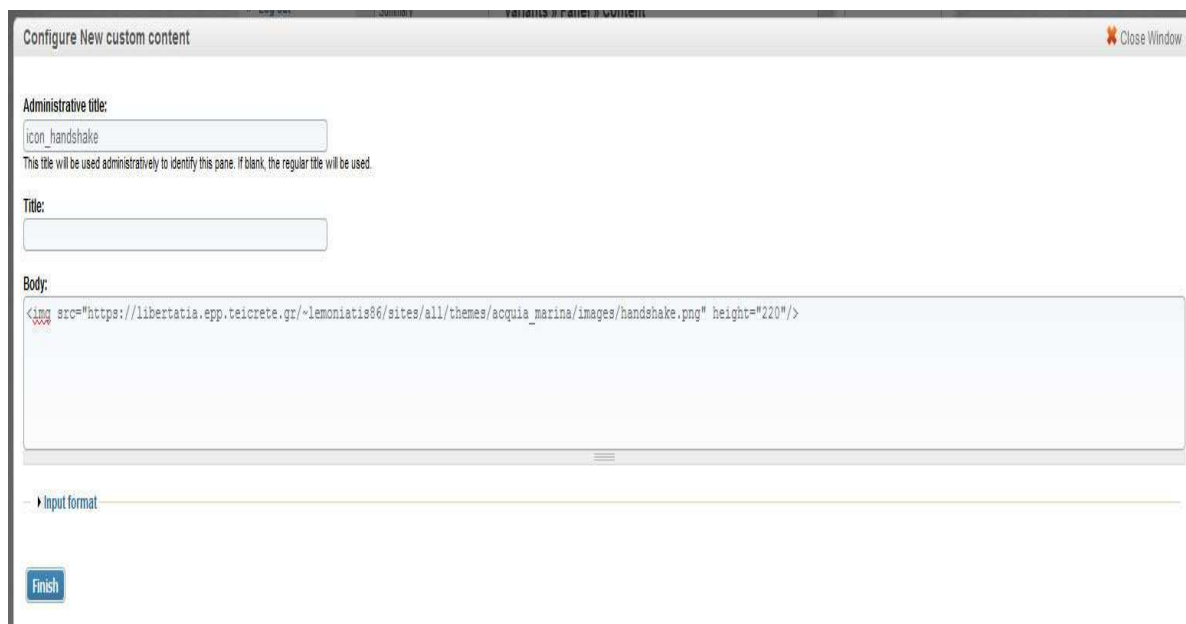 Variants » Panel » Content
Configure New custom content
Close Window
Administrative title:
icon_handshake
This title will be used administratively to identify this pane. If blank, the regular title will be used.
Title:
Body:
<img src="https://libertatia.epp.teicrete.gr/~lemoniatis86/sites/all/themes/acquia_marina/images/handshake.png" height="220"/>
Input format
Finish